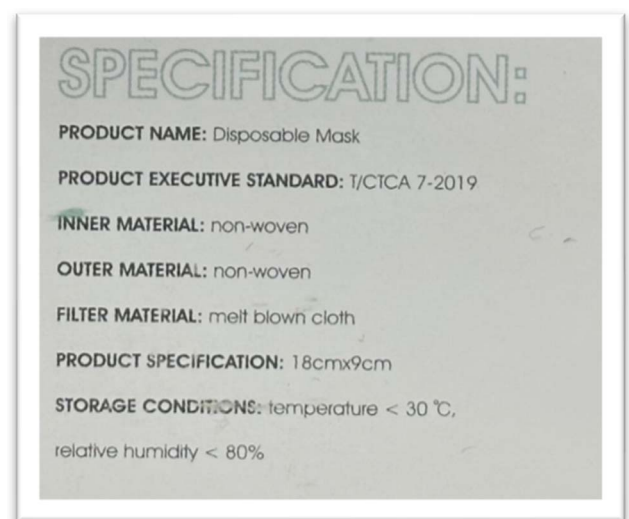 SPECIFICATION:
PRODUCT NAME: Disposable Mask
PRODUCT EXECUTIVE STANDARD: T/CTCA 7-2019
INNER MATERIAL: non-woven
OUTER MATERIAL: non-woven
FILTER MATERIAL: melt blown cloth
PRODUCT SPECIFICATION: 18cmx9cm
STORAGE CONDITIONS: temperature < 30 ℃,
relative humidity < 80%